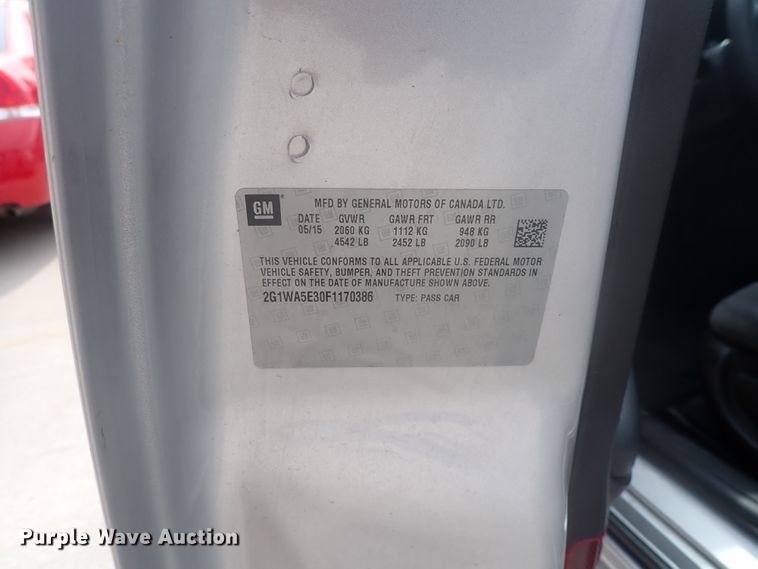 GM
MFD BY GENERAL MOTORS OF CANADA LTD.
DATE GVWR GAWR FRT GAWR RR
05/15 2060 KG 1112 KG 948 KG
4542 LB 2452 LB 2090 LB
THIS VEHICLE CONFORMS TO ALL APPLICABLE U.S. FEDERAL MOTOR
VEHICLE SAFETY, BUMPER, AND THEFT PREVENTION STANDARDS IN
EFFECT ON THE DATE OF MANUFACTURE SHOWN ABOVE.
2G1WA5E30F1170386 TYPE: PASS CAR
Purple Wave Auction